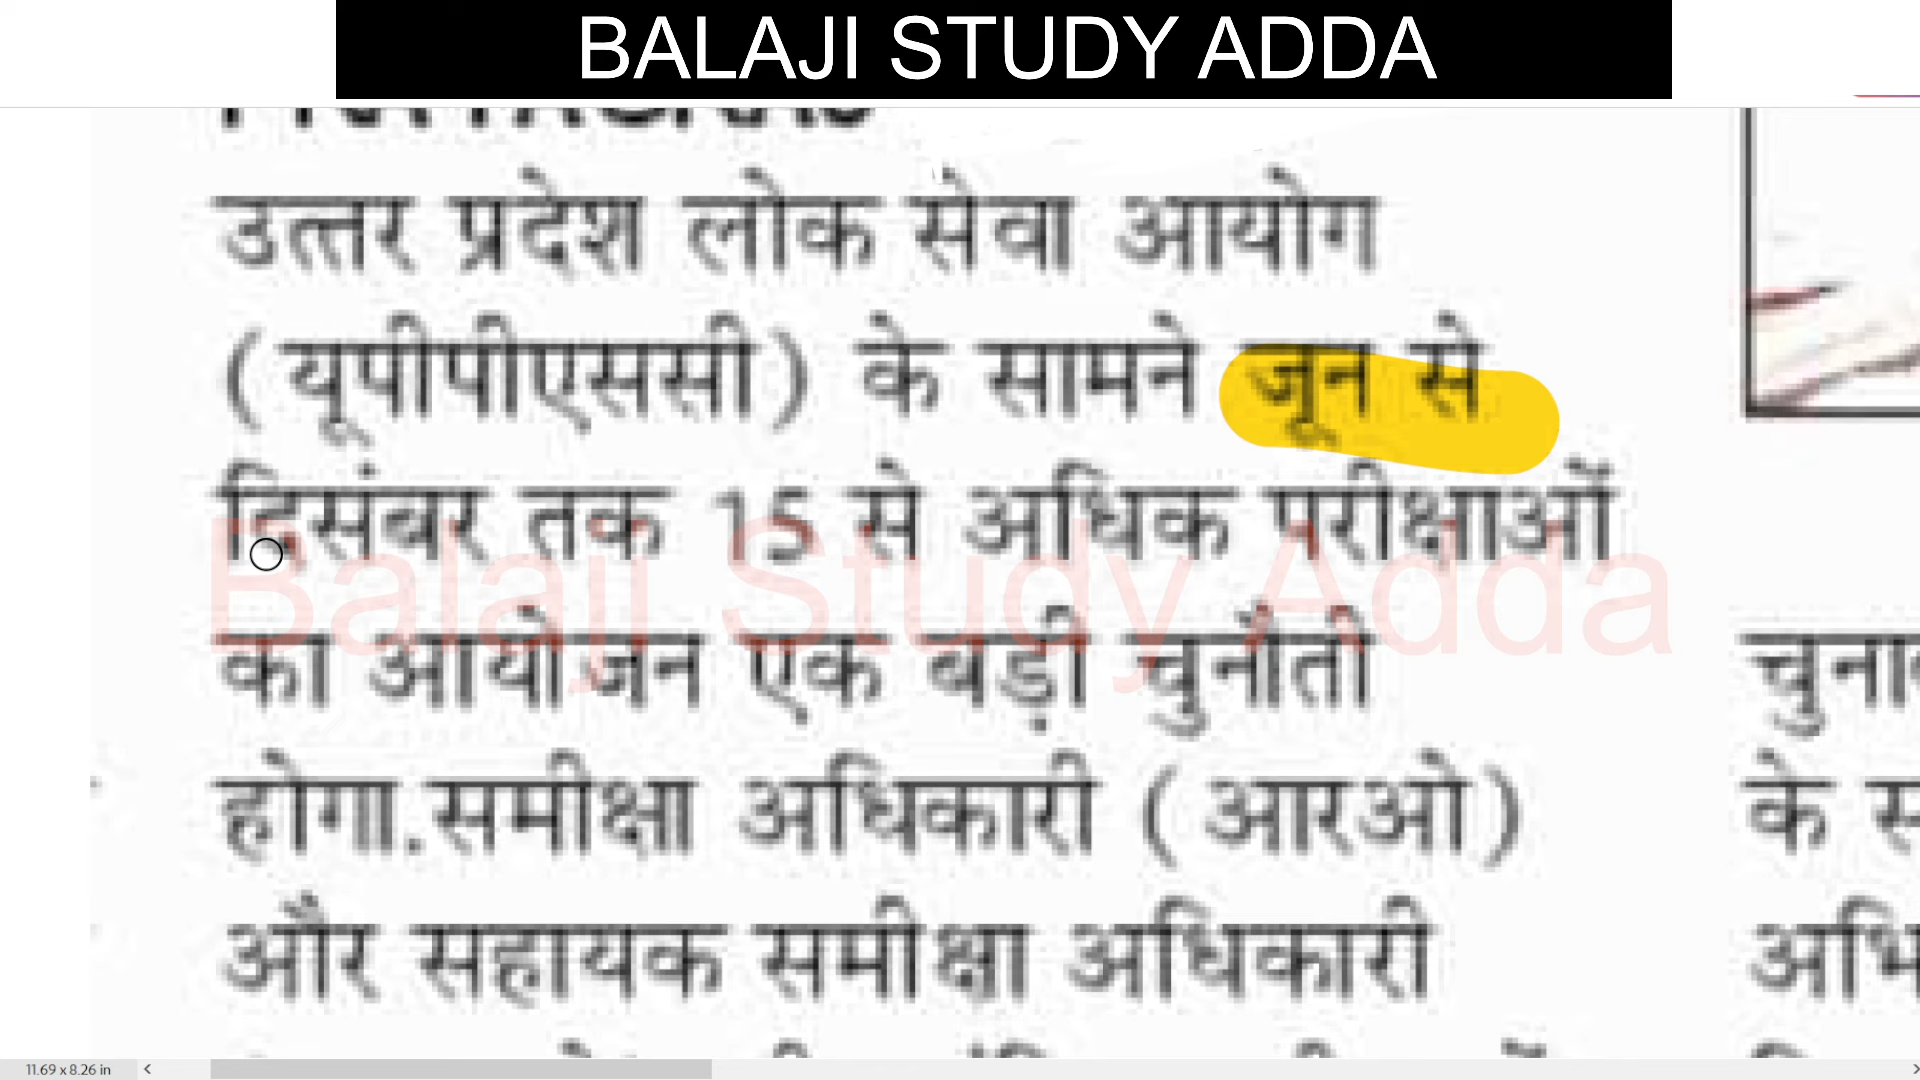 BALAJI STUDY ADDA
उत्तर प्रदेश लोक सेवा आयोग
(यूपीपीएससी) के सामने जून से
दिसंबर तक 15 से अधिक परीक्षाओं
का आयोजन एक बड़ी चुनौती
होगा.समीक्षा अधिकारी (आरओ)
और सहायक समीक्षा अधिकारी
Balaji Study Adda
के
11.69 x 8.26 in